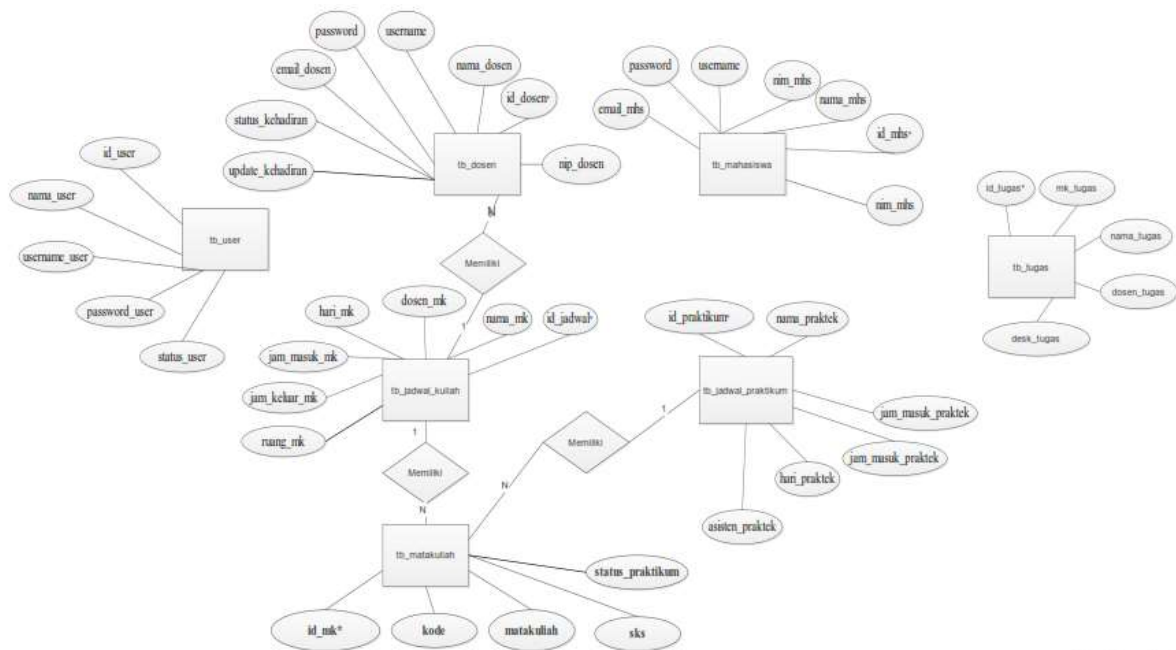 password
username
nama_dosen
email_dosen
id_dosen*
status_kehadiran
update_kehadiran
tb_dosen
nip_dosen
password
username
nim_mhs
nama_mhs
email_mhs
id_mhs*
tb_mahasiswa
nim_mhs
id_user
nama_user
tb_user
username_user
password_user
status_user
id_tugas*
mk_tugas
nama_tugas
tb_tugas
dosen_tugas
desk_tugas
N
Memiliki
1
hari_mk
dosen_mk
nama_mk
id_jadwal*
jam_masuk_mk
tb_jadwal_kuliah
jam_keluar_mk
ruang_mk
1
Memiliki
N
id_praktikum*
nama_praktek
tb_jadwal_praktikum
1
Memiliki
N
jam_masuk_praktek
jam_masuk_praktek
hari_praktek
asisten_praktek
tb_matakuliah
status_praktikum
id_mk*
kode
matakuliah
sks